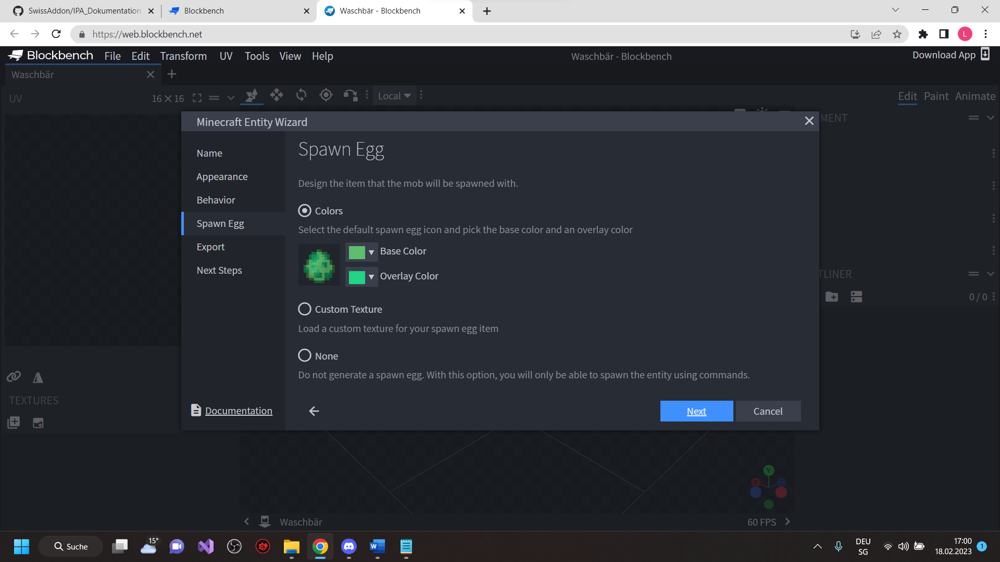 SwissAddon/IPA_Dokumentation
Blockbench
Waschbär - Blockbench
https://web.blockbench.net
L
Blockbench
File
Edit
Transform
UV
Tools
View
Help
Waschbär - Blockbench
Download App
Waschbär
UV
16×16
Local
Edit
Paint
Animate
MENT
Minecraft Entity Wizard
Name
Appearance
Behavior
Spawn Egg
Export
Next Steps
Documentation
Spawn Egg
Design the item that the mob will be spawned with.
Colors
Select the default spawn egg icon and pick the base color and an overlay color
Base Color
Overlay Color
Custom Texture
Load a custom texture for your spawn egg item
None
Do not generate a spawn egg. With this option, you will only be able to spawn the entity using commands.
Next
Cancel
TLINER
0 / 0
TEXTURES
Y
X
Z
Waschbär
60 FPS
Suche
15°
DEU
SG
17:00
18.02.2023
1